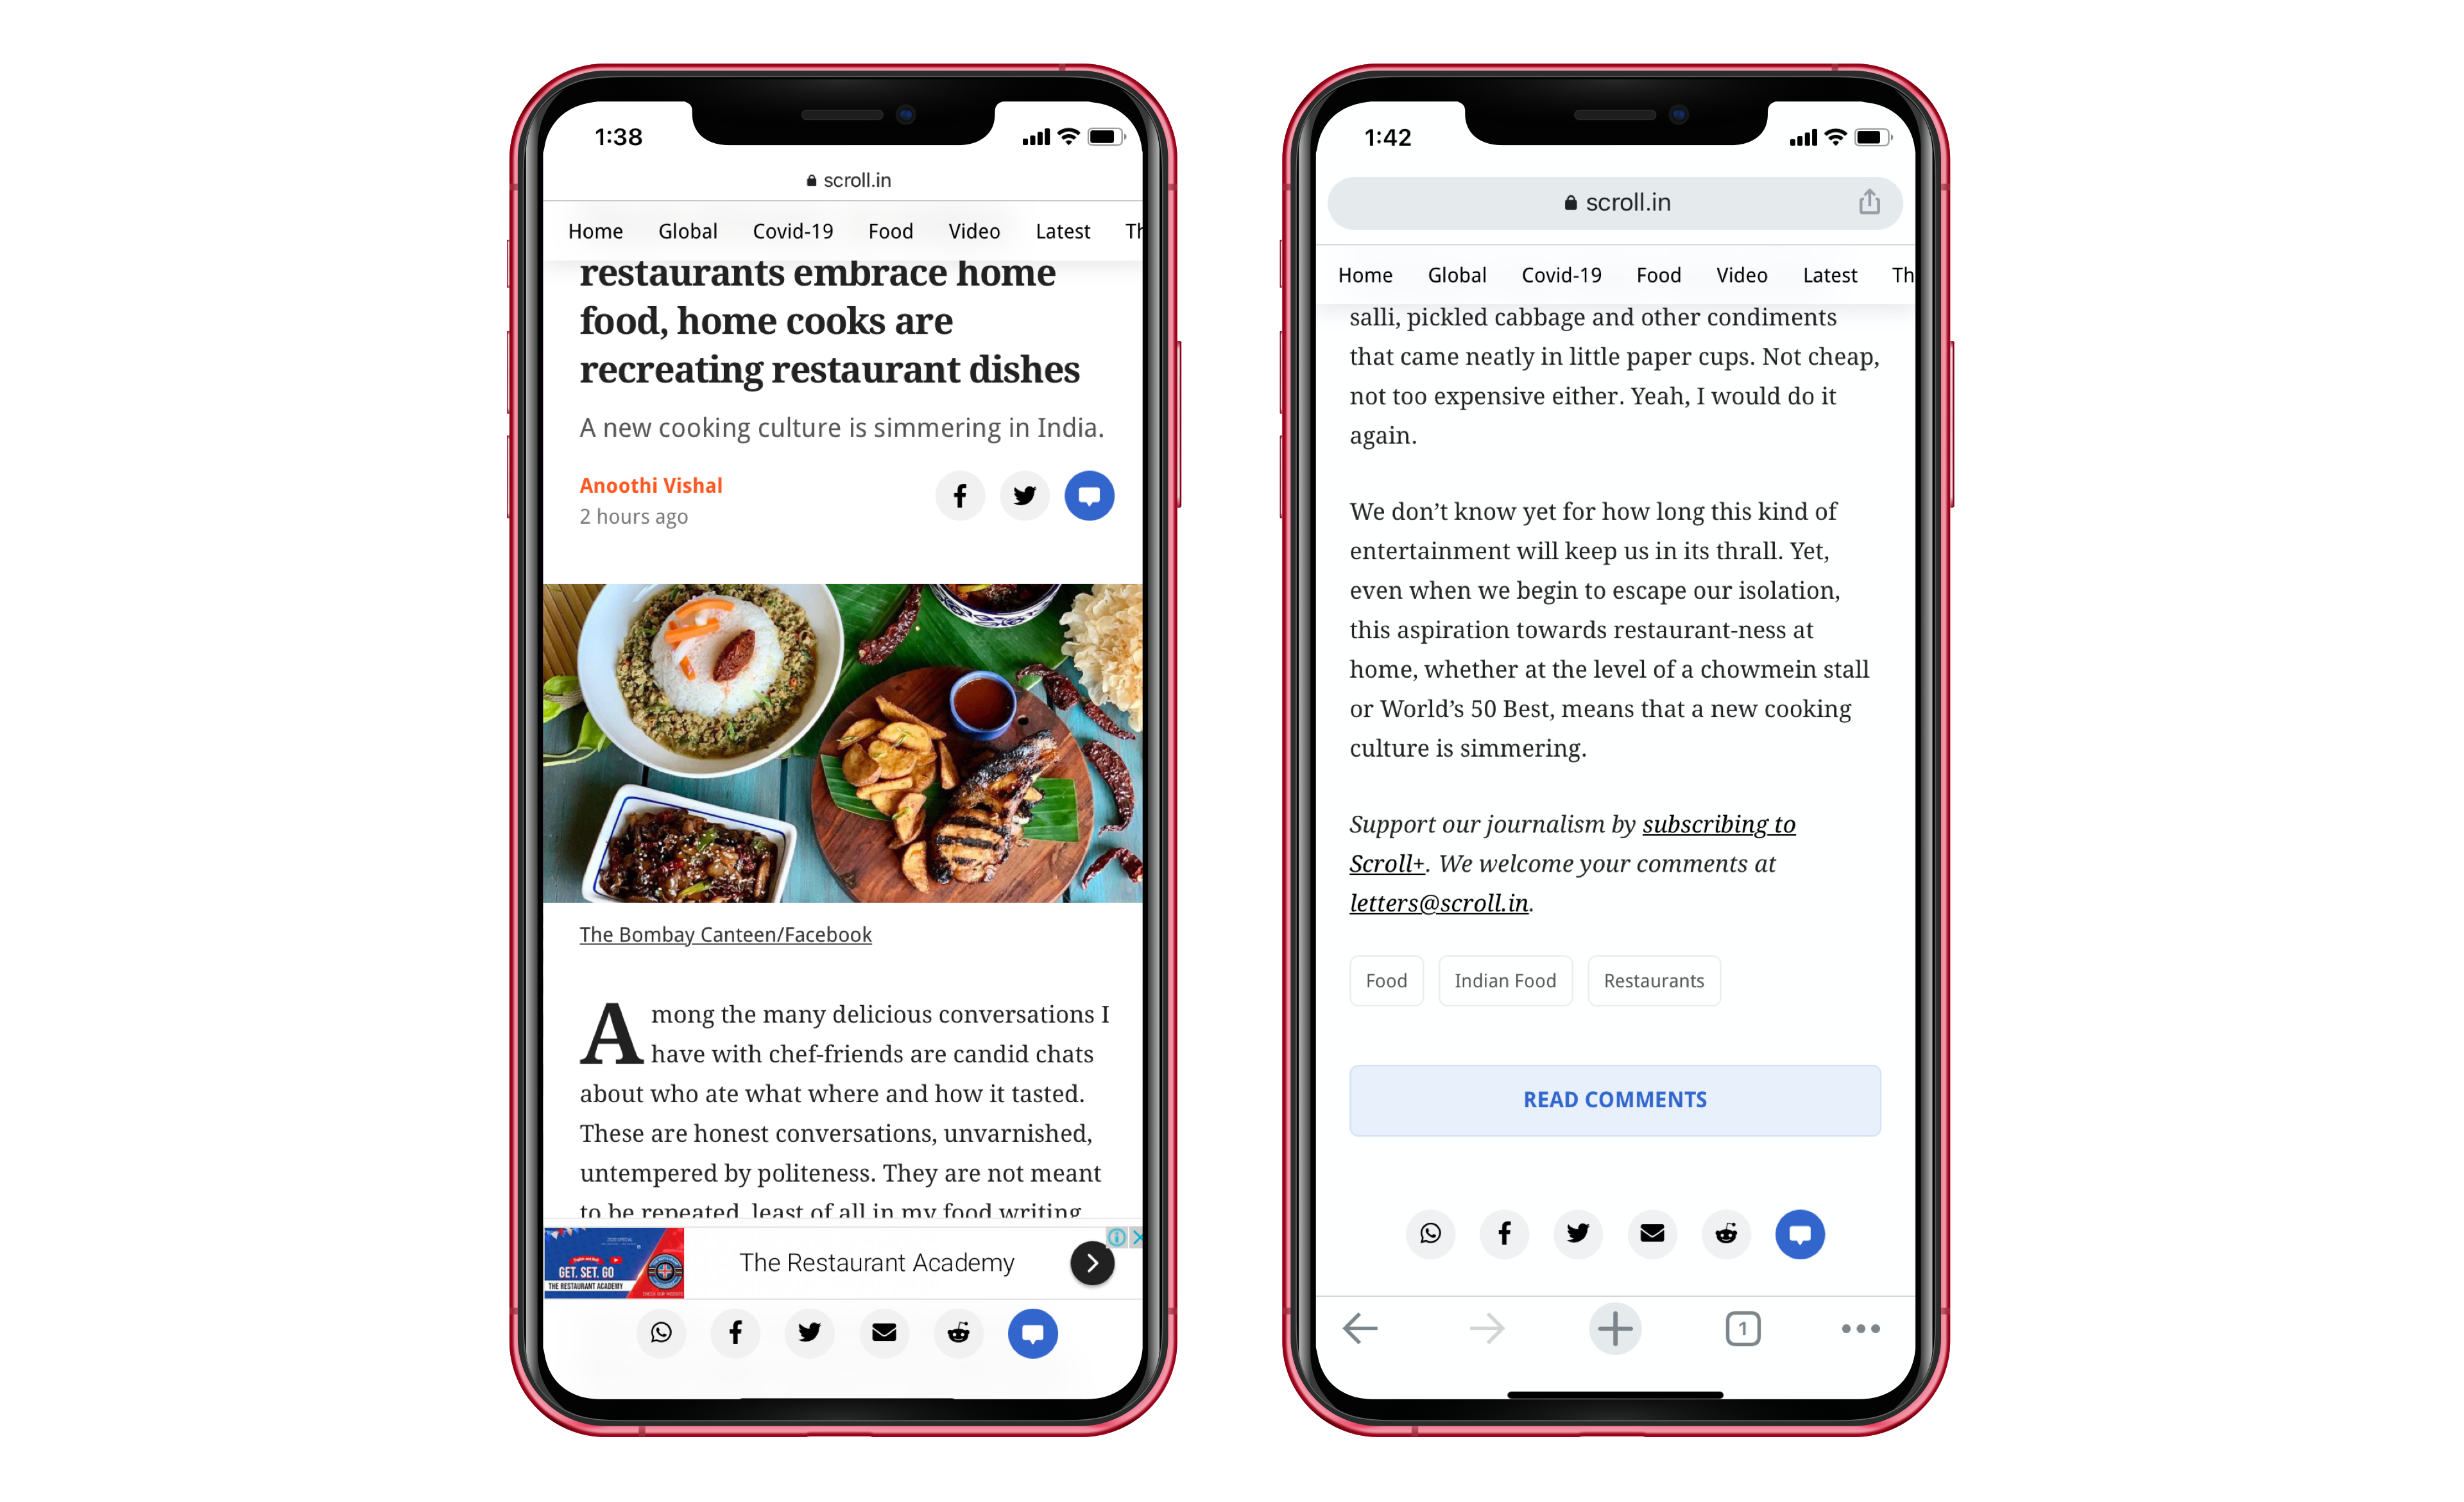 1:38
scroll.in
Home Global Covid-19 Food Video Latest Th
restaurants embrace home
food, home cooks are
recreating restaurant dishes
A new cooking culture is simmering in India.
Anoothi Vishal
2 hours ago
The Bombay Canteen/Facebook
Among the many delicious conversations I
have with chef-friends are candid chats
about who ate what where and how it tasted.
These are honest conversations, unvarnished,
untempered by politeness. They are not meant
to be repeated, least of all in my food writing
GET. SET. GO
THE RESTAURANT ACADEMY
The Restaurant Academy
1:42
scroll.in
Home Global Covid-19 Food Video Latest Th
salli, pickled cabbage and other condiments
that came neatly in little paper cups. Not cheap,
not too expensive either. Yeah, I would do it
again.
We don’t know yet for how long this kind of
entertainment will keep us in its thrall. Yet,
even when we begin to escape our isolation,
this aspiration towards restaurant-ness at
home, whether at the level of a chowmein stall
or World’s 50 Best, means that a new cooking
culture is simmering.
Support our journalism by subscribing to
Scroll+. We welcome your comments at
letters@scroll.in.
Food Indian Food Restaurants
READ COMMENTS
1